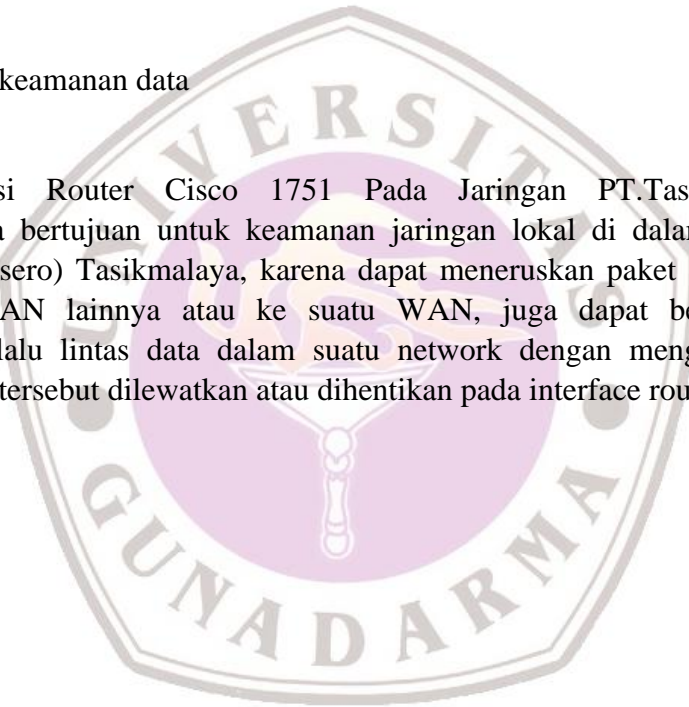 keamanan data
si Router Cisco 1751 Pada Jaringan PT.Tas
a bertujuan untuk keamanan jaringan lokal di dala
sero) Tasikmalaya, karena dapat meneruskan paket
AN lainnya atau ke suatu WAN, juga dapat be
lalu lintas data dalam suatu network dengan meng
tersebut dilewatkan atau dihentikan pada interface rou
UNIVERSITAS
GUNADARMA